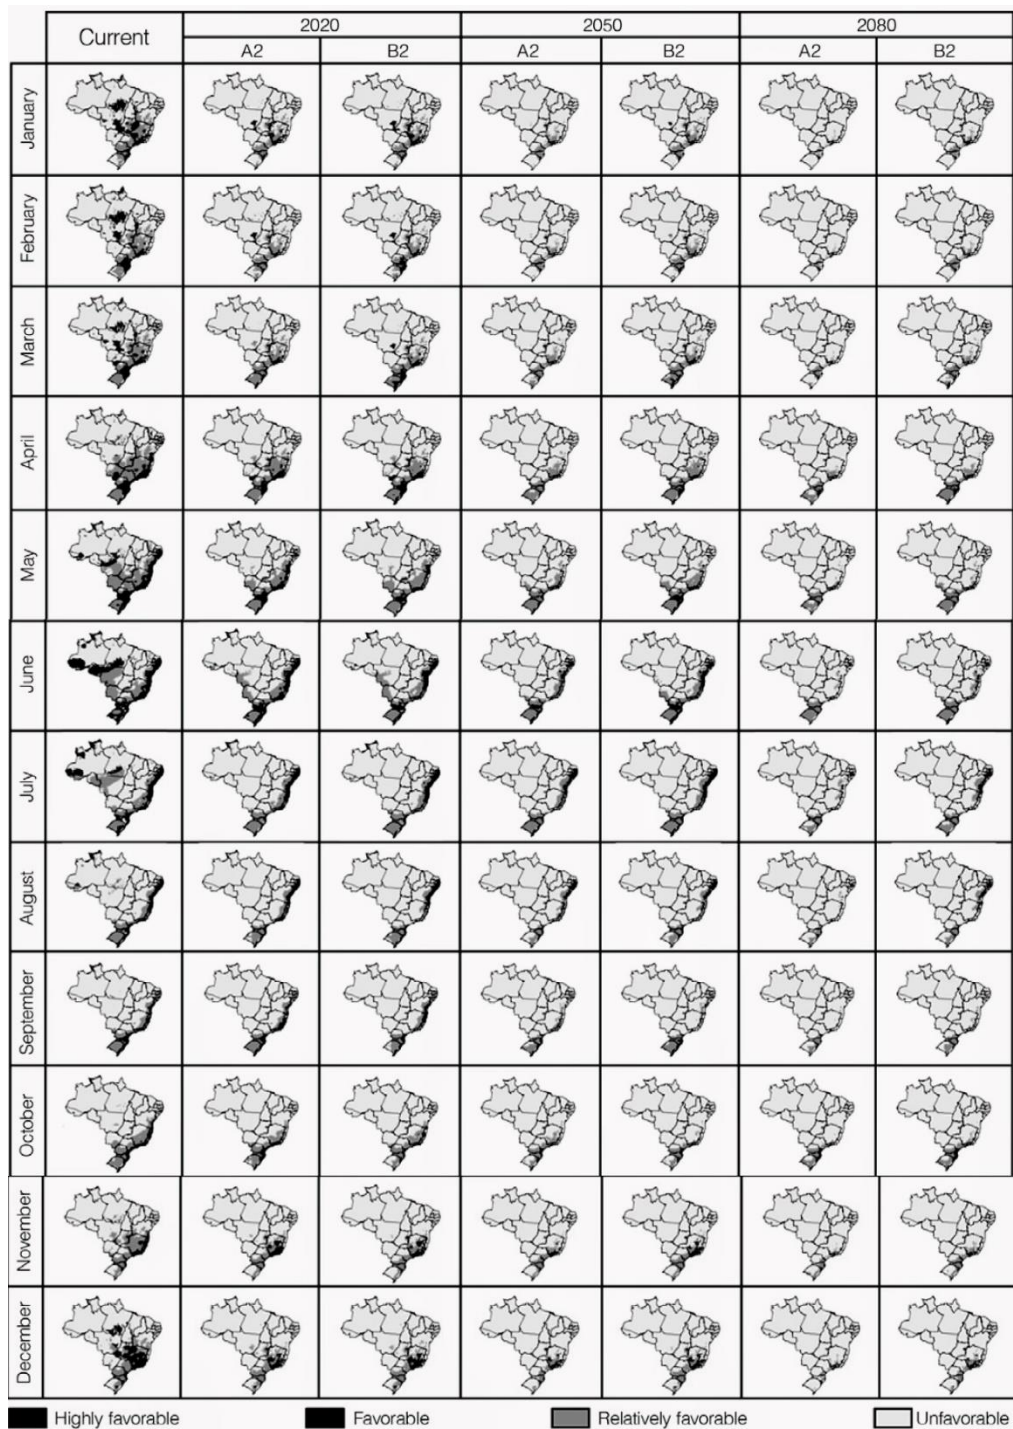 Current 2020 2050 2080
A2 B2 A2 B2 A2 B2
January
February
March
April
May
June
July
August
September
October
November
December
Highly favorable Favorable Relatively favorable Unfavorable